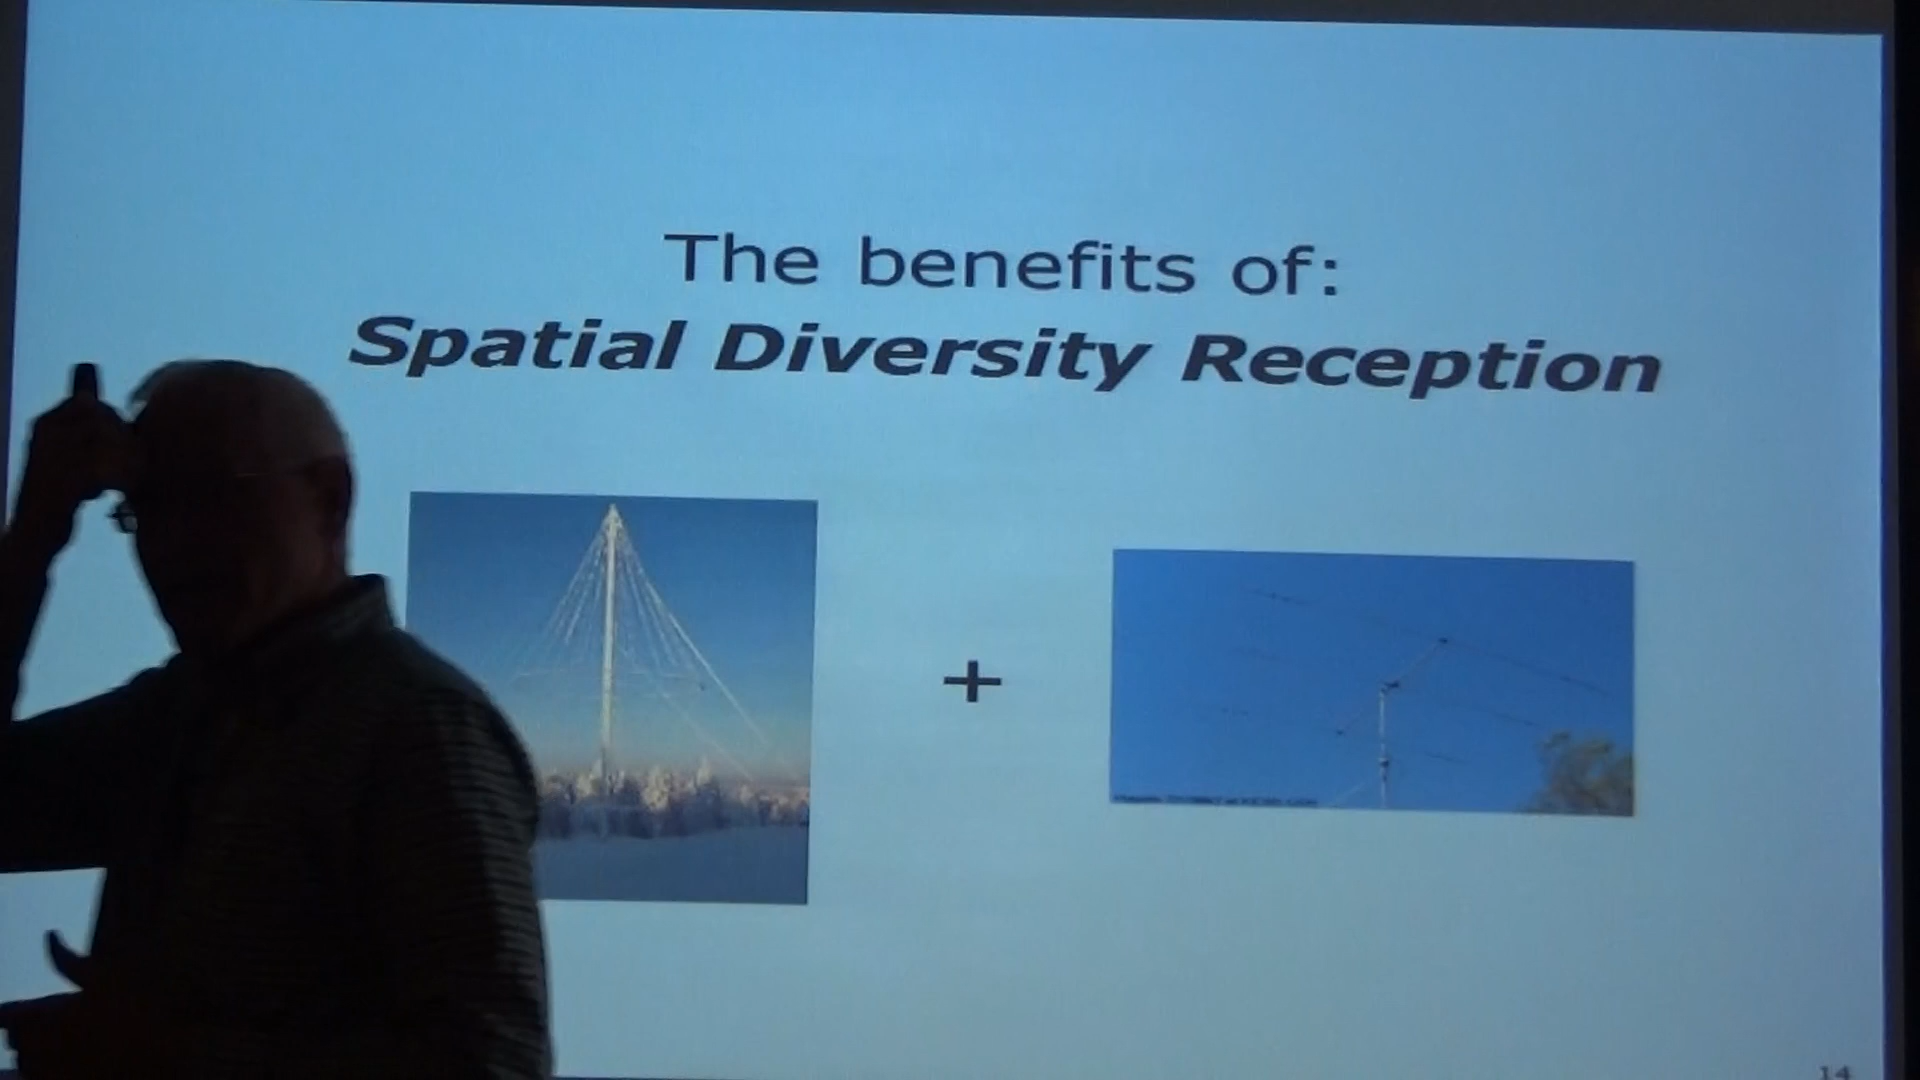 The benefits of:
Spatial Diversity Reception
+
14